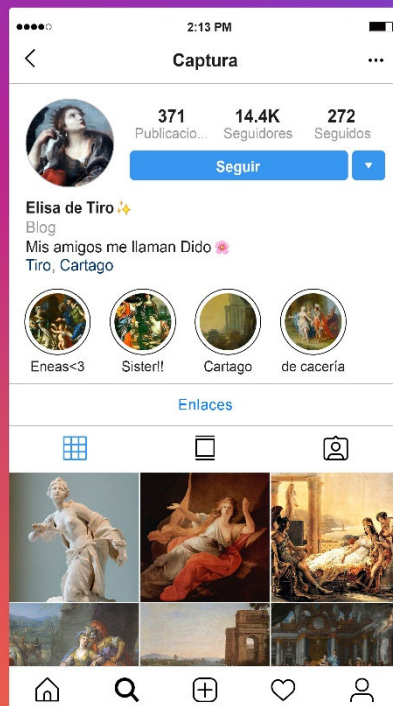 2:13 PM
Captura
371 14.4K 272
Publicacio... Seguidores Seguidos
Seguir
Elisa de Tiro✨
Blog
Mis amigos me llaman Dido 🌸
Tiro, Cartago
Eneas<3 Sister!! Cartago de cacería
Enlaces